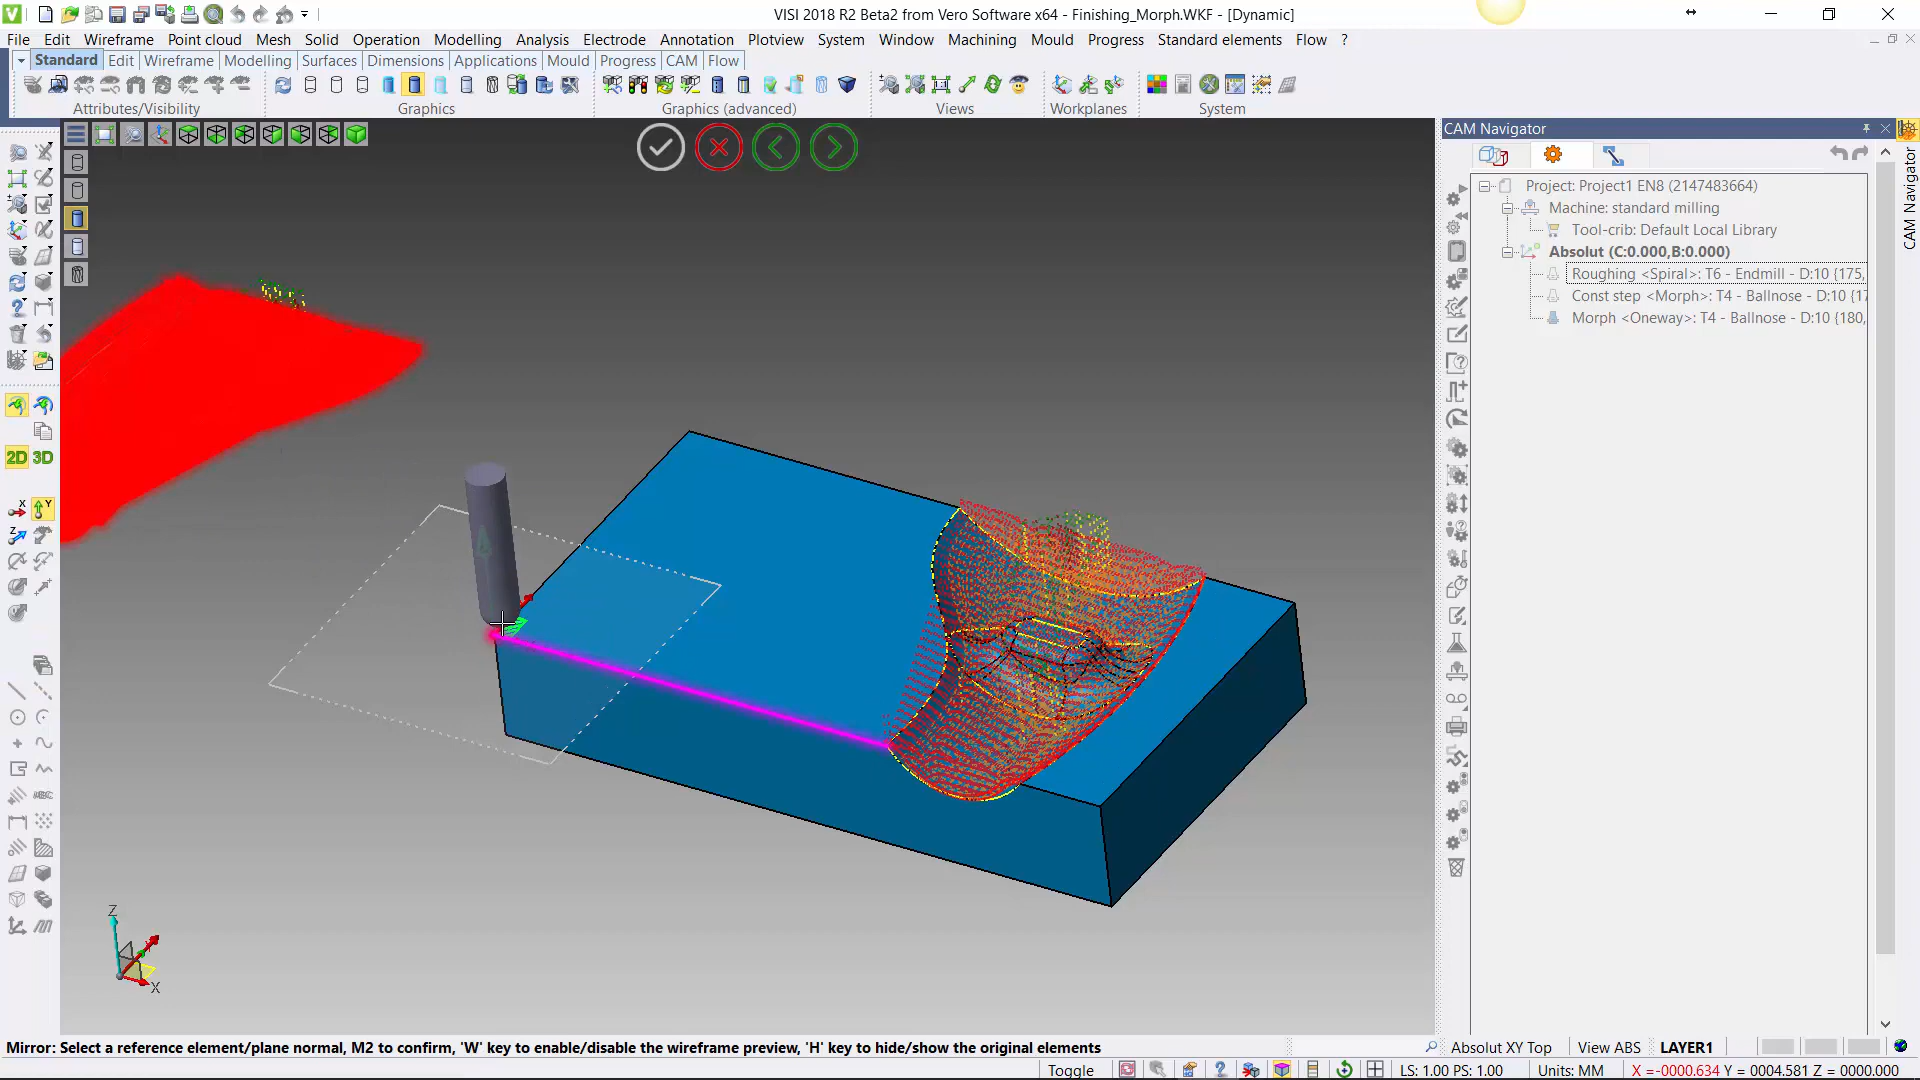 VISI 2018 R2 Beta2 from Vero Software x64 - Finishing_Morph.WKF - [Dynamic]
File Edit Wireframe Point cloud Mesh Solid Operation Modelling Analysis Electrode Annotation Plotview System Window Machining Mould Progress Standard elements Flow ?
Standard Edit Wireframe Modelling Surfaces Dimensions Applications Mould Progress CAM Flow
Attributes/Visibility Graphics Graphics (advanced) Views Workplanes System
CAM Navigator
CAM Navigator
Project: Project1 EN8 (2147483664)
Machine: standard milling
Tool-crib: Default Local Library
Absolut (C:0.000,B:0.000)
Roughing <Spiral>: T6 - Endmill - D:10 {175,
Const step <Morph>: T4 - Ballnose - D:10 {17
Morph <Oneway>: T4 - Ballnose - D:10 {180,
2D 3D
X Y
Z
ABC
Z
X
Mirror: Select a reference element/plane normal, M2 to confirm, 'W' key to enable/disable the wireframe preview, 'H' key to hide/show the original elements
Absolut XY Top View ABS LAYER1
Toggle LS: 1.00 PS: 1.00 Units: MM X =-0000.634 Y = 0004.581 Z = 0000.000